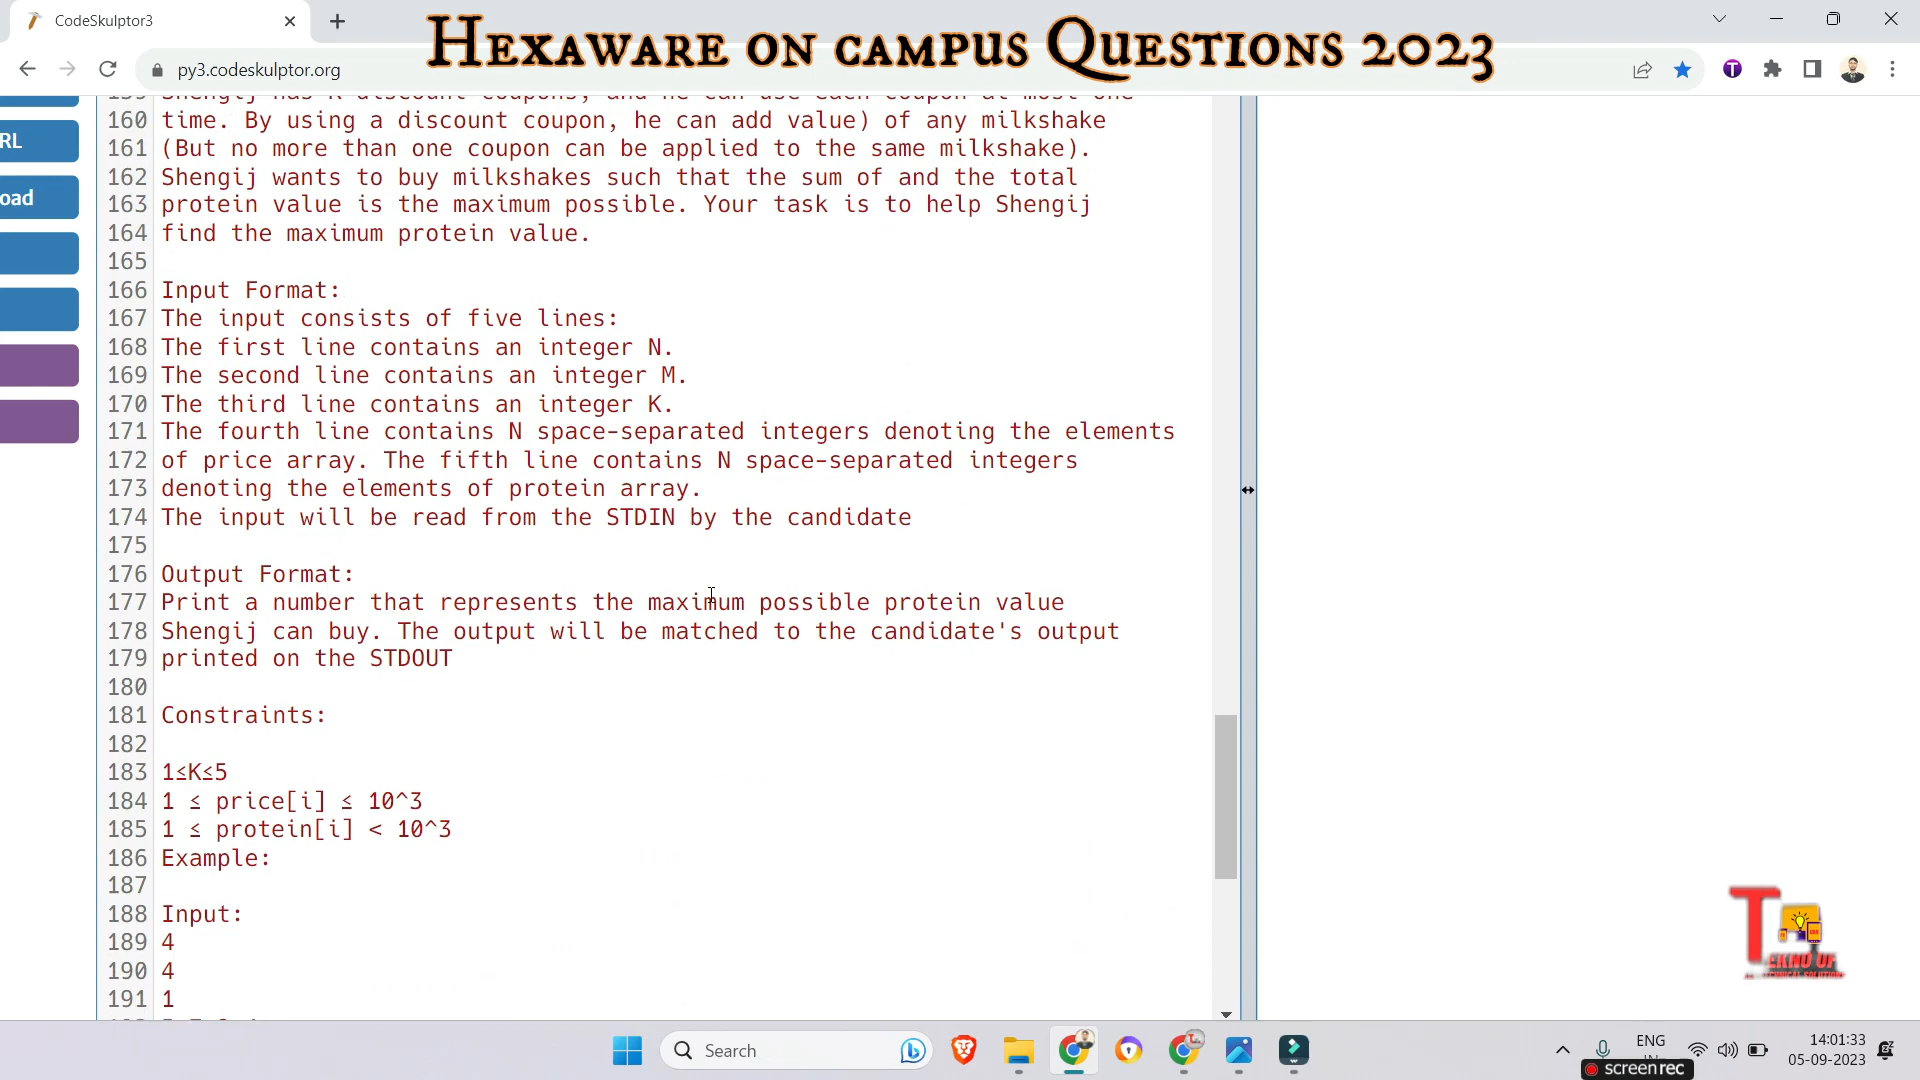 CodeSkulptor3
Hexaware on campus Questions 2023
py3.codeskulptor.org
RL
oad
160 time. By using a discount coupon, he can add value) of any milkshake
161 (But no more than one coupon can be applied to the same milkshake).
162 Shengij wants to buy milkshakes such that the sum of and the total
163 protein value is the maximum possible. Your task is to help Shengij
164 find the maximum protein value.
165
166 Input Format:
167 The input consists of five lines:
168 The first line contains an integer N.
169 The second line contains an integer M.
170 The third line contains an integer K.
171 The fourth line contains N space-separated integers denoting the elements
172 of price array. The fifth line contains N space-separated integers
173 denoting the elements of protein array.
174 The input will be read from the STDIN by the candidate
175
176 Output Format:
177 Print a number that represents the maximum possible protein value
178 Shengij can buy. The output will be matched to the candidate's output
179 printed on the STDOUT
180
181 Constraints:
182
183 1≤K≤5
184 1 ≤ price[i] ≤ 10^3
185 1 ≤ protein[i] < 10^3
186 Example:
187
188 Input:
189 4
190 4
191 1
TEKNO UF
Search
ENG
14:01:33
05-09-2023
screenrec